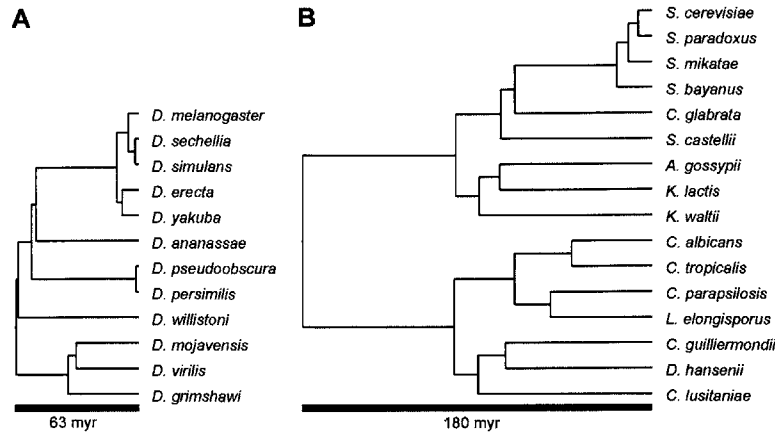 A
D. melanogaster
D. sechellia
D. simulans
D. erecta
D. yakuba
D. ananassae
D. pseudoobscura
D. persimilis
D. willistoni
D. mojavensis
D. virilis
D. grimshawi
63 myr
B
S. cerevisiae
S. paradoxus
S. mikatae
S. bayanus
C. glabrata
S. castellii
A. gossypii
K. lactis
K. waltii
C. albicans
C. tropicalis
C. parapsilosis
L. elongisporus
C. guilliermondii
D. hansenii
C. lusitaniae
180 myr